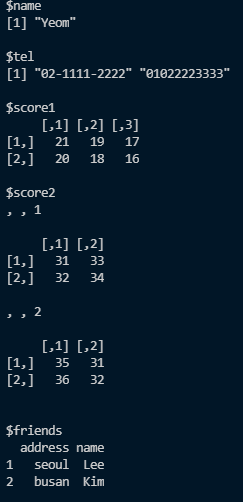 $name
[1] "Yeom"

$tel
[1] "02-1111-2222" "01022223333"

$score1
     [,1] [,2] [,3]
[1,]   21   19   17
[2,]   20   18   16

$score2
, , 1

     [,1] [,2]
[1,]   31   33
[2,]   32   34

, , 2

     [,1] [,2]
[1,]   35   31
[2,]   36   32


$friends
  address name
1   seoul  Lee
2   busan  Kim